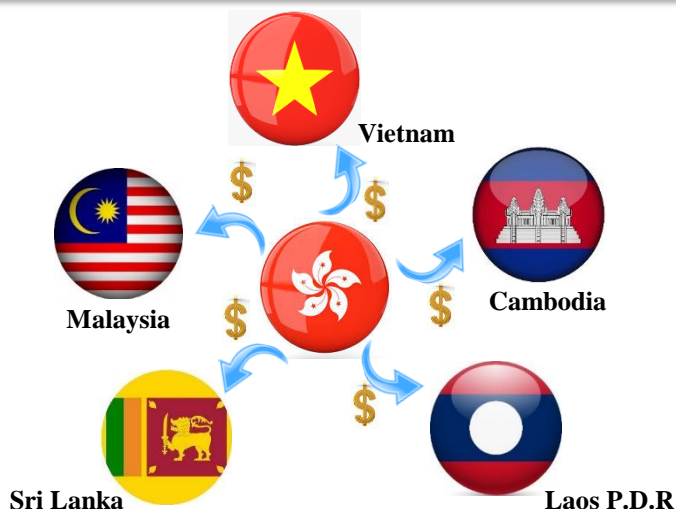 Vietnam
$
$
Malaysia
Cambodia
$
$
$
Sri Lanka
Laos P.D.R